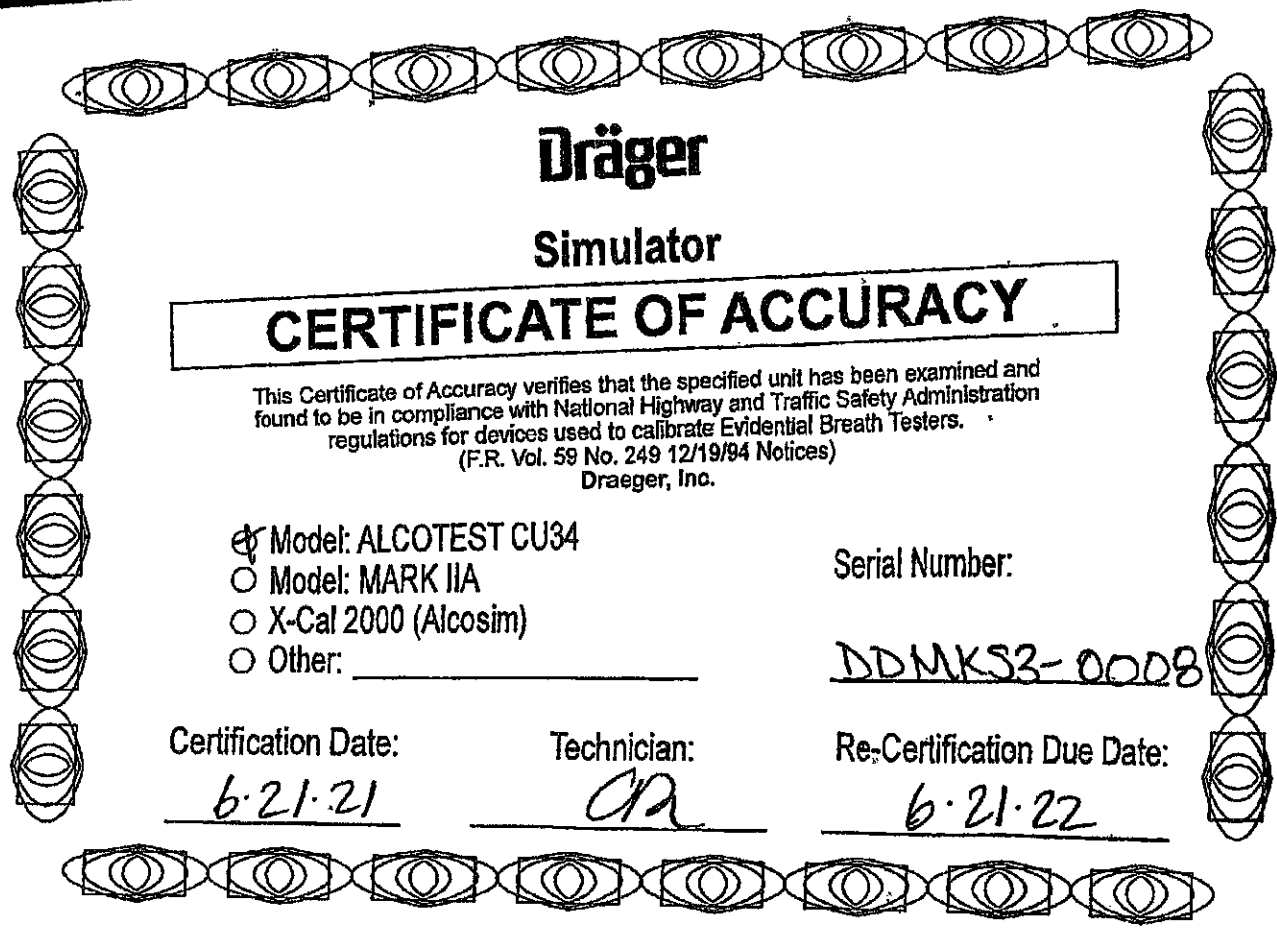 Dräger
Simulator
CERTIFICATE OF ACCURACY
This Certificate of Accuracy verifies that the specified unit has been examined and
found to be in compliance with National Highway and Traffic Safety Administration
regulations for devices used to calibrate Evidential Breath Testers.
(F.R. Vol. 59 No. 249 12/19/94 Notices)
Draeger, Inc.
Model: ALCOTEST CU34
Model: MARK IIA
X-Cal 2000 (Alcosim)
Other:
Serial Number:
DDMKS3-0008
Certification Date:
6.21.21
Technician:
Re-Certification Due Date:
6.21.22